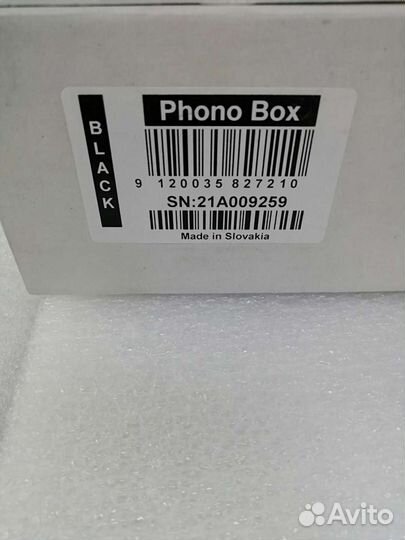 BLACK
Phono Box
9 120035 827210
SN:21A009259
Made in Slovakia
Avito